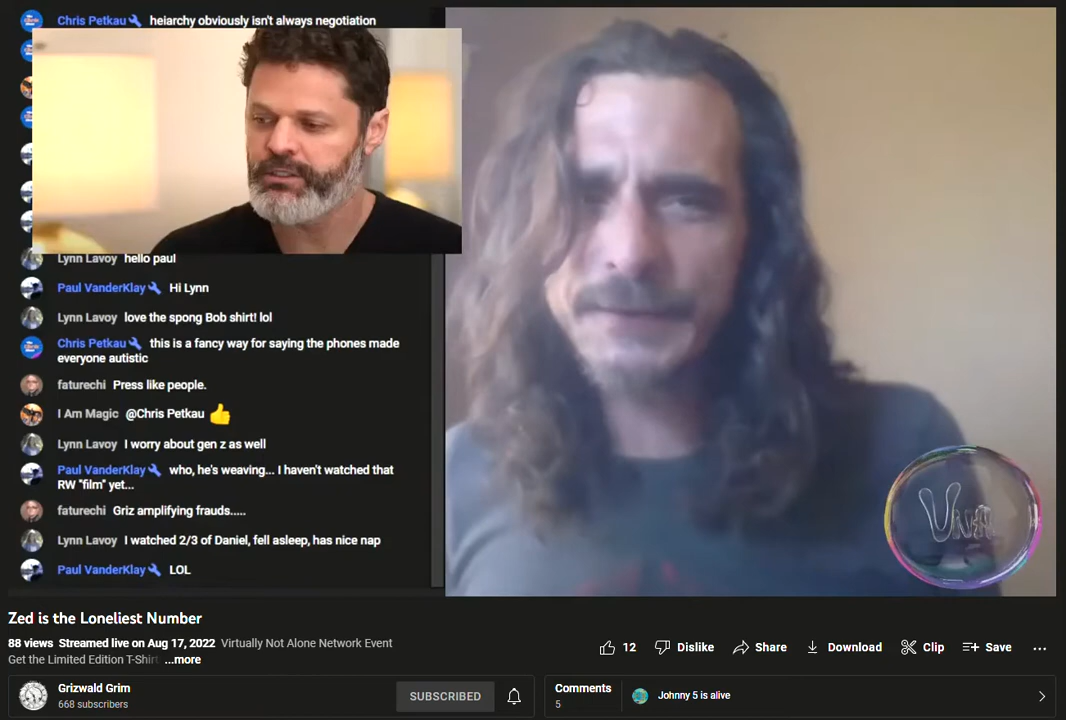 Chris Petkau heiarchy obviously isn't always negotiation
Lynn Lavoy hello paul
Paul VanderKlay Hi Lynn
Lynn Lavoy love the spong Bob shirt! lol
Chris Petkau this is a fancy way for saying the phones made
everyone autistic
faturechi Press like people.
I Am Magic @Chris Petkau 👍
Lynn Lavoy I worry about gen z as well
Paul VanderKlay who, he's weaving... I haven't watched that
RW "film" yet...
faturechi Griz amplifying frauds.....
Lynn Lavoy I watched 2/3 of Daniel, fell asleep, has nice nap
Paul VanderKlay LOL
Zed is the Loneliest Number
88 views Streamed live on Aug 17, 2022 Virtually Not Alone Network Event
Get the Limited Edition T-Shirt ...more
12 Dislike Share Download Clip Save
Grizwald Grim
668 subscribers
SUBSCRIBED
Comments
5
Johnny 5 is alive